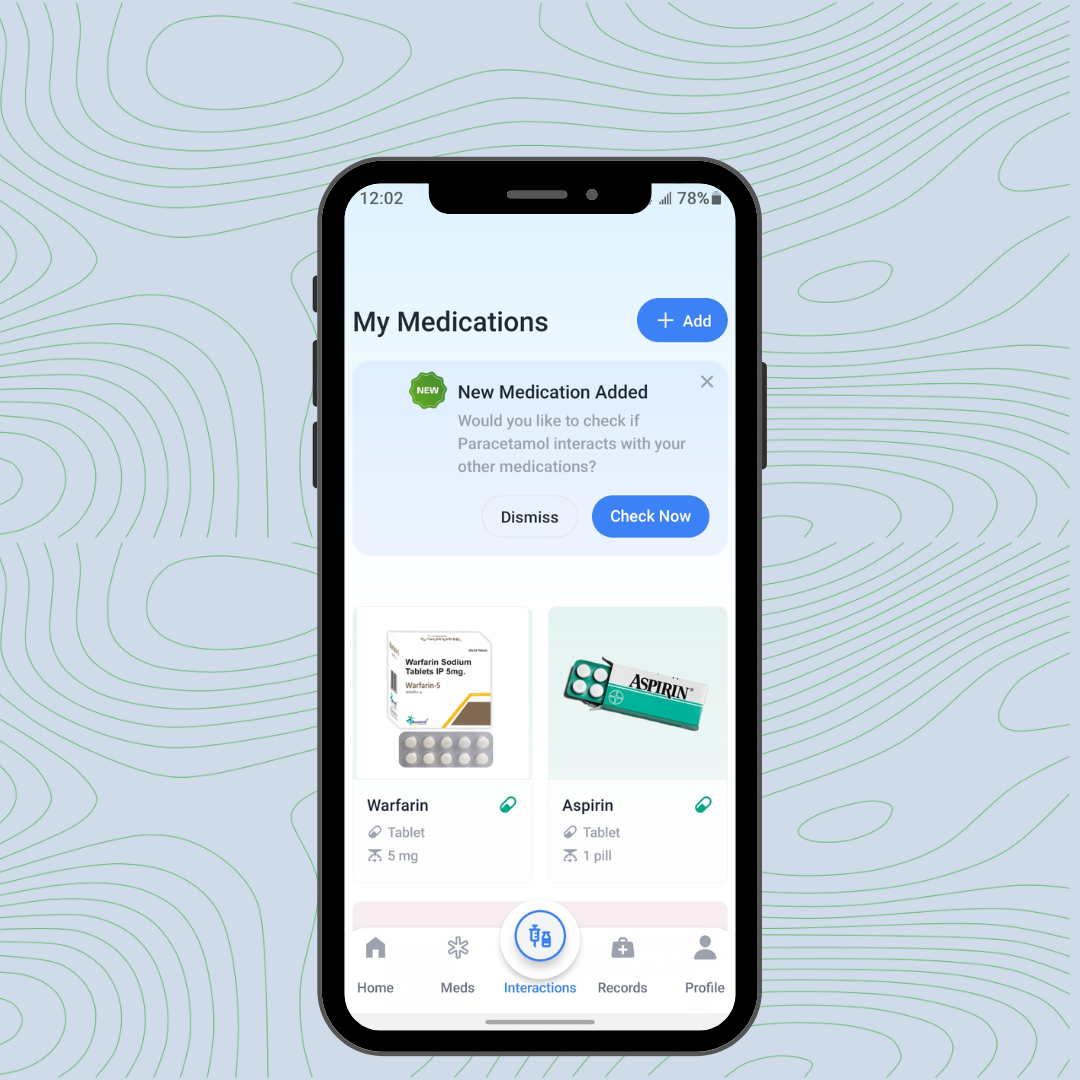 12:02
78%
My Medications
+ Add
NEW
New Medication Added
Would you like to check if
Paracetamol interacts with your
other medications?
Dismiss
Check Now
Warfarin Sodium
Tablets IP 5mg.
Warfarin-5
ASPIRIN®
Warfarin
Tablet
5 mg
Aspirin
Tablet
1 pill
Home
Meds
Interactions
Records
Profile